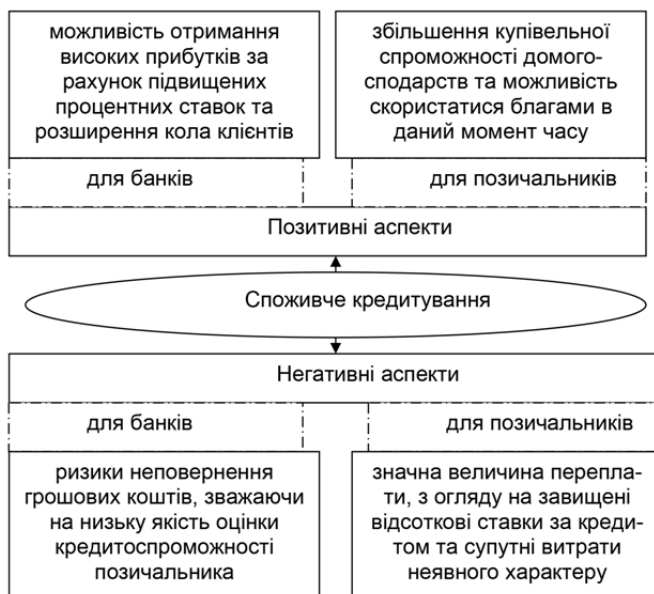 можливість отримання
високих прибутків за
рахунок підвищених
процентних ставок та
розширення кола клієнтів
збільшення купівельної
спроможності домого-
сподарств та можливість
скористатися благами в
даний момент часу
для банків
для позичальників
Позитивні аспекти
Споживче кредитування
Негативні аспекти
для банків
для позичальників
ризики неповернення
грошових коштів, зважаючи
на низьку якість оцінки
кредитоспроможності
позичальника
значна величина перепла-
ти, з огляду на завищені
відсоткові ставки за креди-
том та супутні витрати
неявного характеру